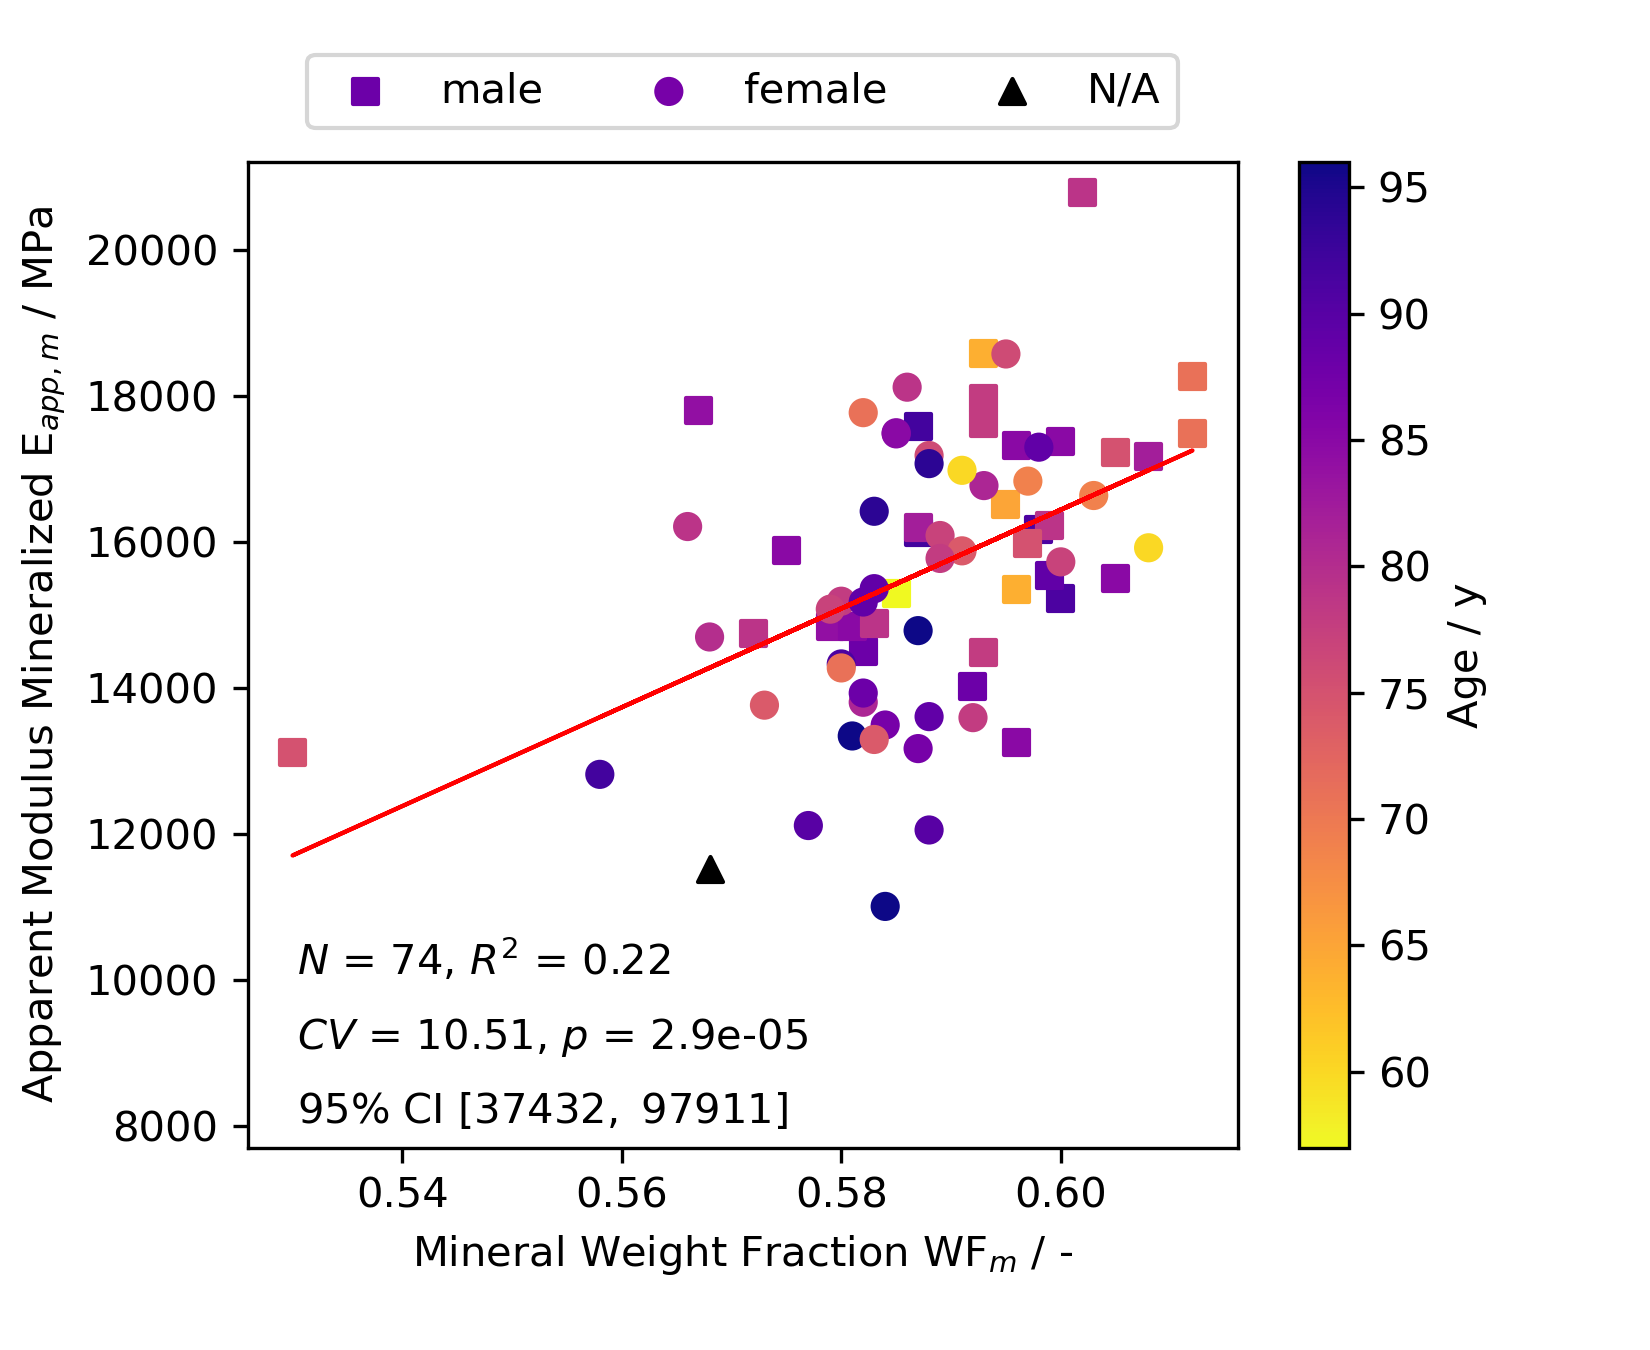 male female N/A
20000
18000
16000
14000
12000
10000
8000
Apparent Modulus Mineralized E_app,m / MPa
N = 74, R² = 0.22
CV = 10.51, p = 2.9e-05
95% CI [37432, 97911]
0.54 0.56 0.58 0.60
Mineral Weight Fraction WF_m / -
95
90
85
80
75
70
65
60
Age / y